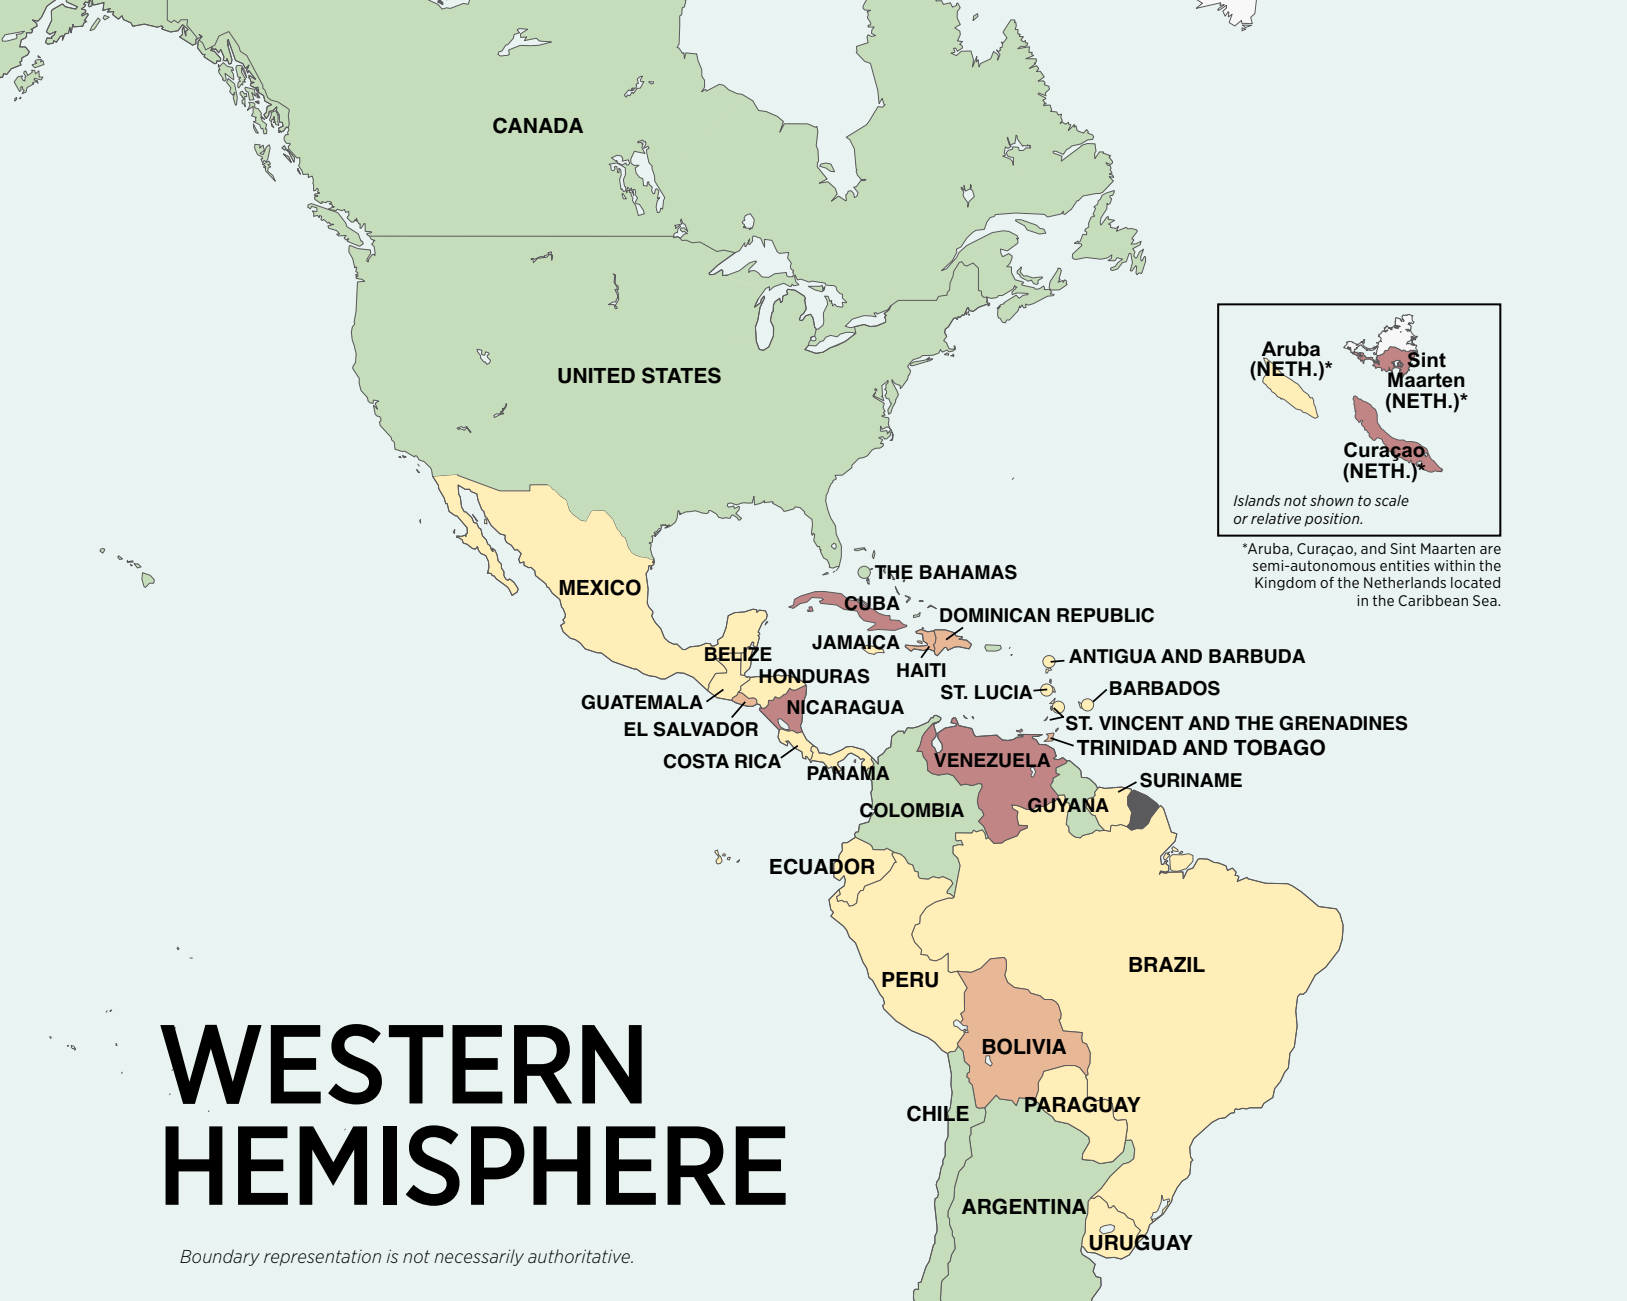 CANADA
UNITED STATES
Aruba
(NETH.)*
Sint
Maarten
(NETH.)*
Curaçao
(NETH.)*
Islands not shown to scale
or relative position.
*Aruba, Curaçao, and Sint Maarten are
semi-autonomous entities within the
Kingdom of the Netherlands located
in the Caribbean Sea.
THE BAHAMAS
MEXICO
CUBA
DOMINICAN REPUBLIC
JAMAICA
BELIZE
ANTIGUA AND BARBUDA
HAITI
HONDURAS
BARBADOS
ST. LUCIA
GUATEMALA
NICARAGUA
ST. VINCENT AND THE GRENADINES
EL SALVADOR
TRINIDAD AND TOBAGO
COSTA RICA
VENEZUELA
PANAMA
SURINAME
GUYANA
COLOMBIA
ECUADOR
BRAZIL
PERU
BOLIVIA
PARAGUAY
CHILE
ARGENTINA
URUGUAY
WESTERN
HEMISPHERE
Boundary representation is not necessarily authoritative.